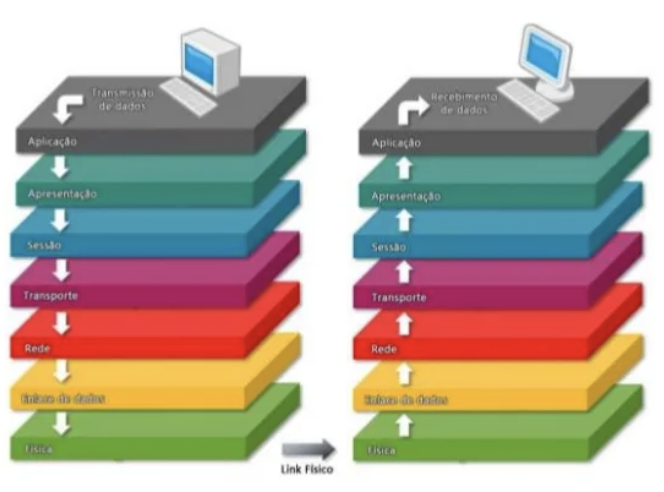 Transmissão
de dados
Aplicação
Apresentação
Sessão
Transporte
Rede
Enlace de dados
Física
Link Físico
Recebimento
de dados
Aplicação
Apresentação
Sessão
Transporte
Rede
Enlace de dados
Física